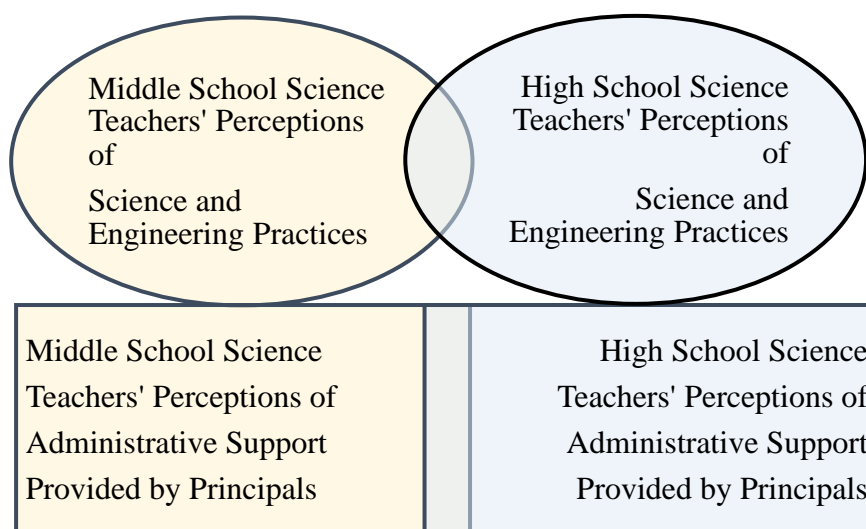 Middle School Science
Teachers' Perceptions
of
Science and
Engineering Practices
High School Science
Teachers' Perceptions
of
Science and
Engineering Practices
Middle School Science
Teachers' Perceptions of
Administrative Support
Provided by Principals
High School Science
Teachers' Perceptions of
Administrative Support
Provided by Principals